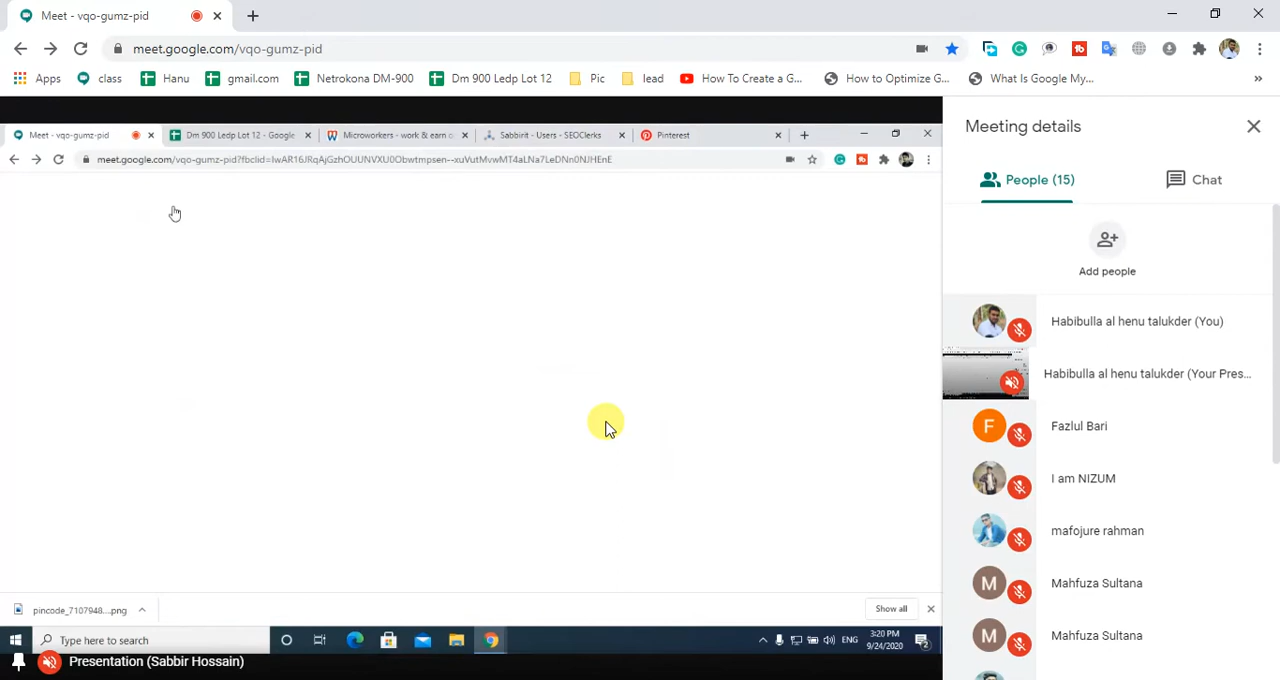 Meet - vqo-gumz-pid
meet.google.com/vqo-gumz-pid
Apps class Hanu gmail.com Netrokona DM-900 Dm 900 Ledp Lot 12 Pic lead How To Create a G... How to Optimize G... What Is Google My... »
Meet - vqo-gumz-pid Dm 900 Ledp Lot 12 - Google Microworkers - work & earn o Sabbirit - Users - SEOClerks Pinterest
meet.google.com/vqo-gumz-pid?fbclid=IwAR16JRqAjGzhOUUNVXU0Obwtmpsen--xuVutMvwMT4aLNa7LeDNn0NJHEnE
Meeting details
People (15) Chat
Add people
Habibulla al henu talukder (You)
Habibulla al henu talukder (Your Pres...
F Fazlul Bari
I am NIZUM
mafojure rahman
M Mahfuza Sultana
M Mahfuza Sultana
pincode_7107948....png Show all
Type here to search ENG 3:20 PM
9/24/2020 2
Presentation (Sabbir Hossain)